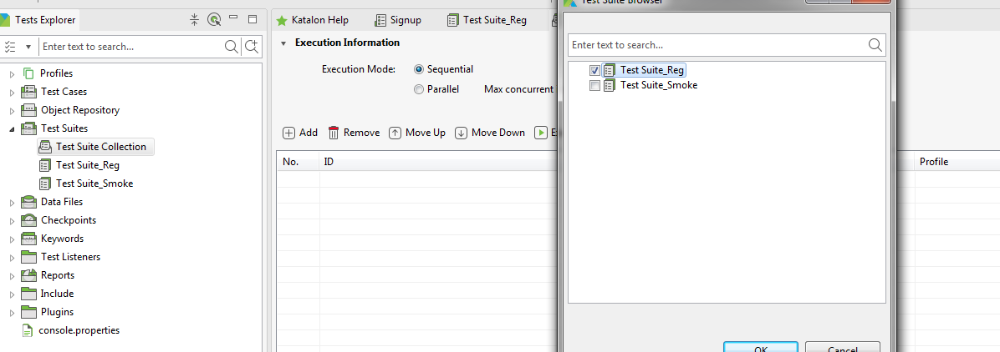 Tests Explorer
Enter text to search...
Profiles
Test Cases
Object Repository
Test Suites
Test Suite Collection
Test Suite_Reg
Test Suite_Smoke
Data Files
Checkpoints
Keywords
Test Listeners
Reports
Include
Plugins
console.properties
Katalon Help
Signup
Test Suite_Reg
Execution Information
Execution Mode:
Sequential
Parallel
Max concurrent
Add
Remove
Move Up
Move Down
No.
ID
Profile
Test Suite Browser
Enter text to search...
Test Suite_Reg
Test Suite_Smoke
OK
Cancel